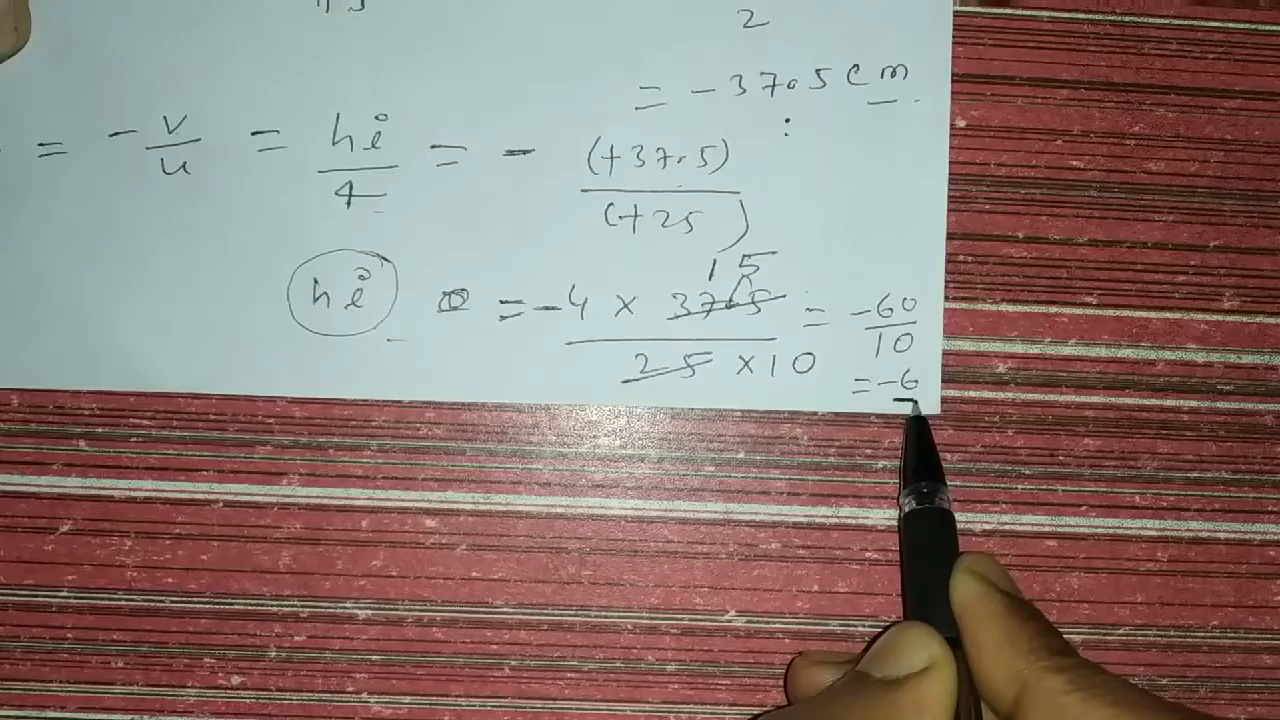 2
= - 37.5 cm
= - v/u = hi/4 = - (+37.5)/(+25)
hi = -4 x 37.5/25 x 10 = -60/10
15
= -6